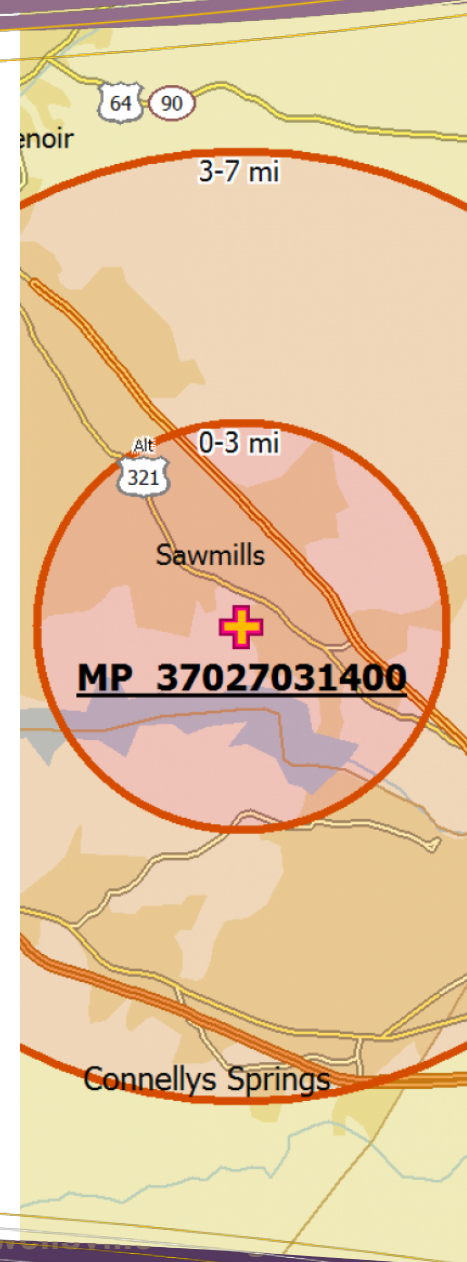 64 90
enoir
3-7 mi
0-3 mi
Alt
321
Sawmills
MP 37027031400
Connellys Springs